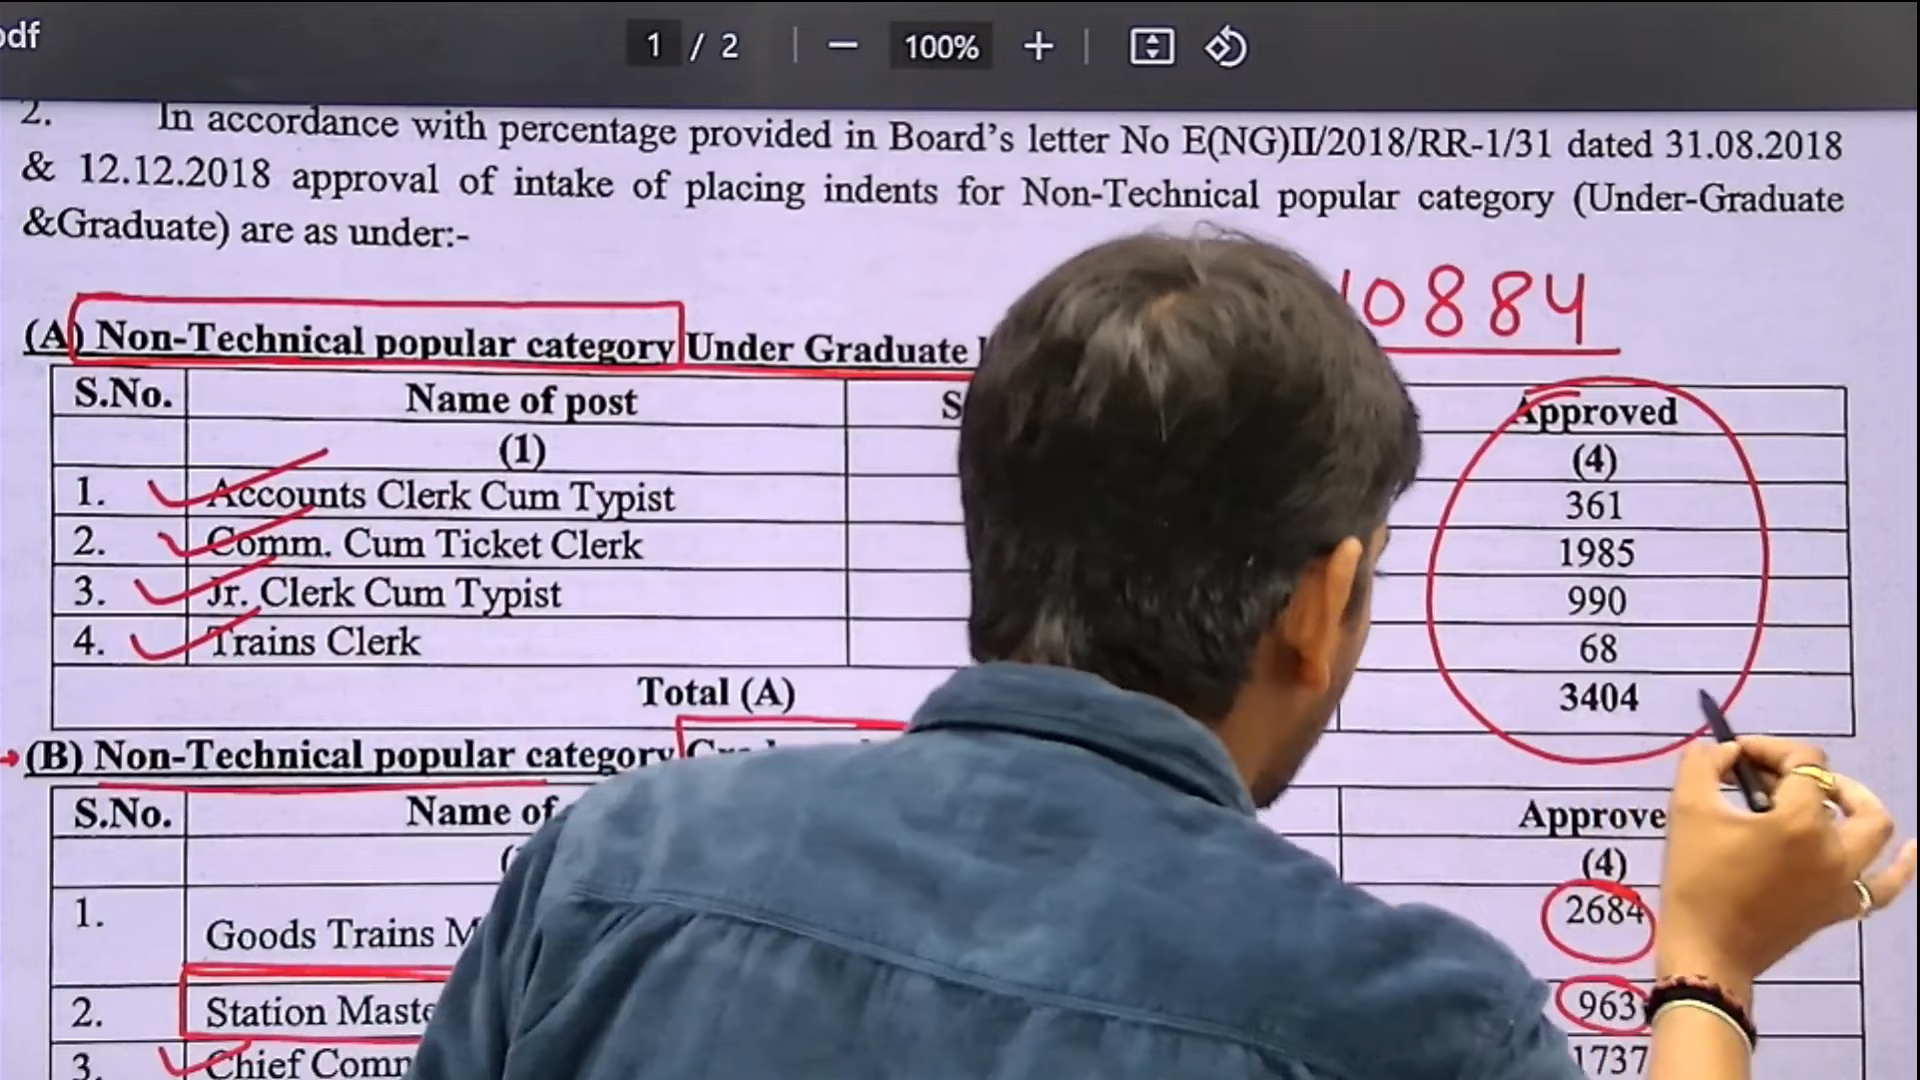 pdf
1 / 2 | − 100% + |
2. In accordance with percentage provided in Board's letter No E(NG)II/2018/RR-1/31 dated 31.08.2018
& 12.12.2018 approval of intake of placing indents for Non-Technical popular category (Under-Graduate
&Graduate) are as under:-
10884
(A) Non-Technical popular category Under Graduate
S.No. Name of post Approved
(1) (4)
1. Accounts Clerk Cum Typist 361
2. Comm. Cum Ticket Clerk 1985
3. Jr. Clerk Cum Typist 990
4. Trains Clerk 68
Total (A) 3404
(B) Non-Technical popular category
S.No. Name of Approve
(4)
1. Goods Trains M 2684
2. Station Maste 963
3. Chief Comm 1737